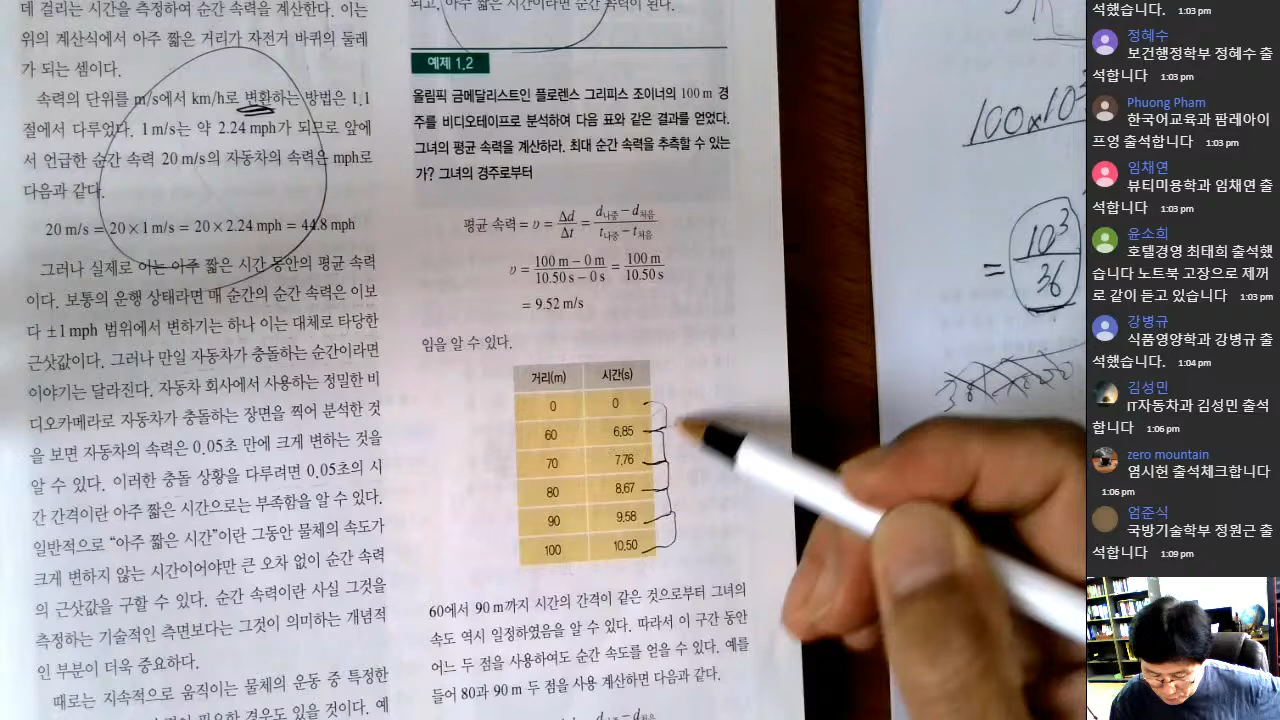 데 걸리는 시간을 측정하여 순간 속력을 계산한다. 이는
위의 계산식에서 아주 짧은 거리가 자전거 바퀴의 둘레
가 되는 셈이다.
속력의 단위를 m/s에서 km/h로 변환하는 방법은 1.1
절에서 다루었다. 1 m/s는 약 2.24 mph가 되므로 앞에
서 언급한 순간 속력 20 m/s의 자동차의 속력은 mph로
다음과 같다.
20 m/s = 20×1 m/s = 20×2.24 mph = 44.8 mph
그러나 실제로 이는 아주 짧은 시간 동안의 평균 속력
이다. 보통의 운행 상태라면 매 순간의 순간 속력은 이보
다 ±1 mph 범위에서 변하기는 하나 이는 대체로 타당한
근삿값이다. 그러나 만일 자동차가 충돌하는 순간이라면
이야기는 달라진다. 자동차 회사에서 사용하는 정밀한 비
디오카메라로 자동차가 충돌하는 장면을 찍어 분석한 것
을 보면 자동차의 속력은 0.05초 만에 크게 변하는 것을
알 수 있다. 이러한 충돌 상황을 다루려면 0.05초의 시
간 간격이란 아주 짧은 시간으로는 부족함을 알 수 있다.
일반적으로 “아주 짧은 시간”이란 그동안 물체의 속도가
크게 변하지 않는 시간이어야만 큰 오차 없이 순간 속력
의 근삿값을 구할 수 있다. 순간 속력이란 사실 그것을
측정하는 기술적인 측면보다는 그것이 의미하는 개념적
인 부분이 더욱 중요하다.
때로는 지속적으로 움직이는 물체의 운동 중 특정한
되고, 아주 짧은 시간이라면 순간 속력이 된다.
예제 1.2
올림픽 금메달리스트인 플로렌스 그리피스 조이너의 100 m 경
주를 비디오테이프로 분석하여 다음 표와 같은 결과를 얻었다.
그녀의 평균 속력을 계산하라. 최대 순간 속력을 추측할 수 있는
가? 그녀의 경주로부터
평균 속력 = υ = Δd/Δt = (d나중 − d처음)/(t나중 − t처음)
υ = (100 m − 0 m)/(10.50 s − 0 s) = 100 m/10.50 s
= 9.52 m/s
임을 알 수 있다.
거리(m) 시간(s)
0 0
60 6.85
70 7.76
80 8.67
90 9.58
100 10.50
60에서 90 m까지 시간의 간격이 같은 것으로부터 그녀의
속도 역시 일정하였음을 알 수 있다. 따라서 이 구간 동안
어느 두 점을 사용하여도 순간 속도를 얻을 수 있다. 예를
들어 80과 90 m 두 점을 사용 계산하면 다음과 같다.
100×10³
= 10³/36
석했습니다. 1:03 pm
정혜수
보건행정학부 정혜수 출
석합니다 1:03 pm
Phuong Pham
한국어교육과 팜레아이
프엉 출석합니다 1:03 pm
임채연
뷰티미용학과 임채연 출
석합니다 1:03 pm
윤소희
호텔경영 최태희 출석했
습니다 노트북 고장으로 제꺼
로 같이 듣고 있습니다 1:03 pm
강병규
식품영양학과 강병규 출
석했습니다. 1:04 pm
김성민
IT자동차과 김성민 출석
합니다 1:06 pm
zero mountain
염시헌 출석체크합니다
1:06 pm
엄준식
국방기술학부 정원근 출
석합니다 1:09 pm